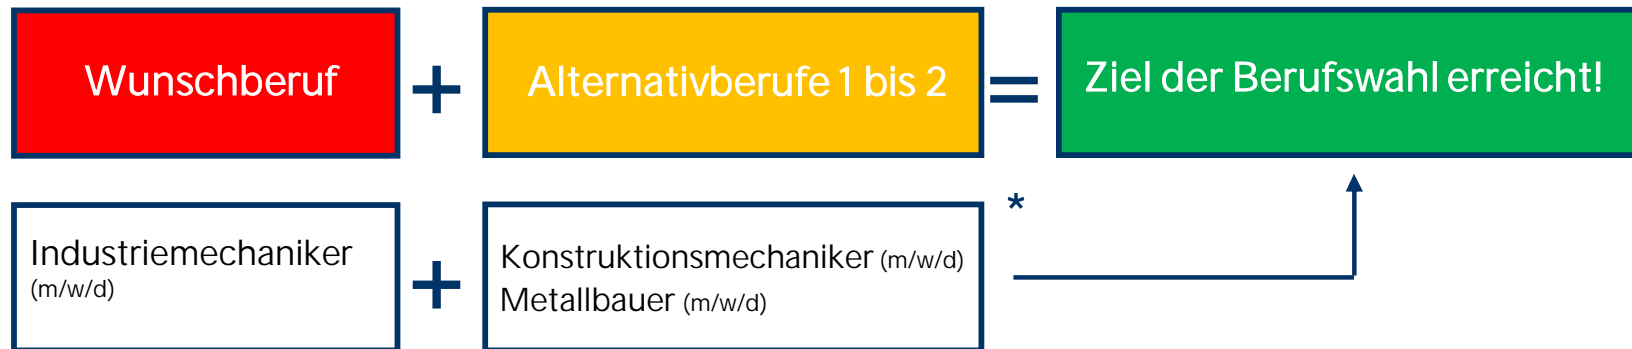 Wunschberuf + Alternativberufe 1 bis 2 = Ziel der Berufswahl erreicht!
*
Industriemechaniker
(m/w/d)
+
Konstruktionsmechaniker (m/w/d)
Metallbauer (m/w/d)